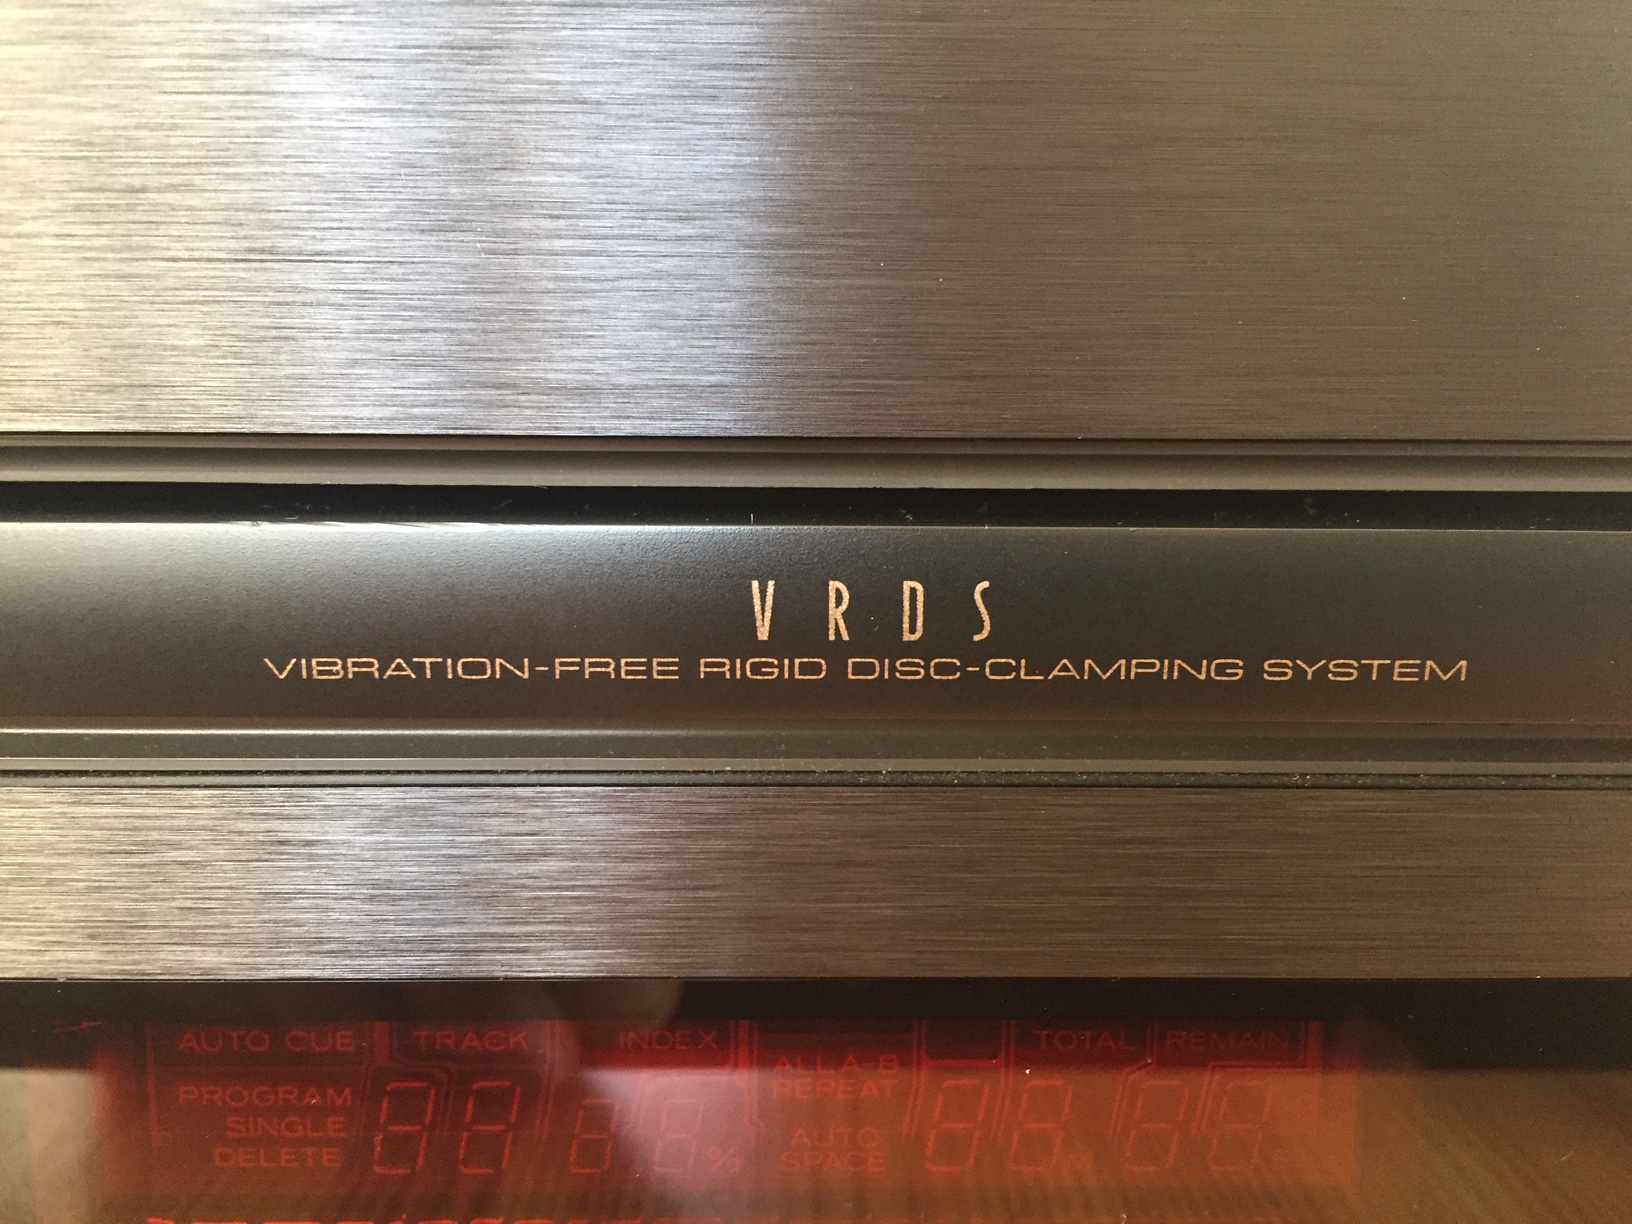 VRDS
VIBRATION-FREE RIGID DISC-CLAMPING SYSTEM
AUTO CUE TRACK INDEX TOTAL REMAIN
ALL A-B
PROGRAM REPEAT
SINGLE
AUTO
DELETE % SPACE